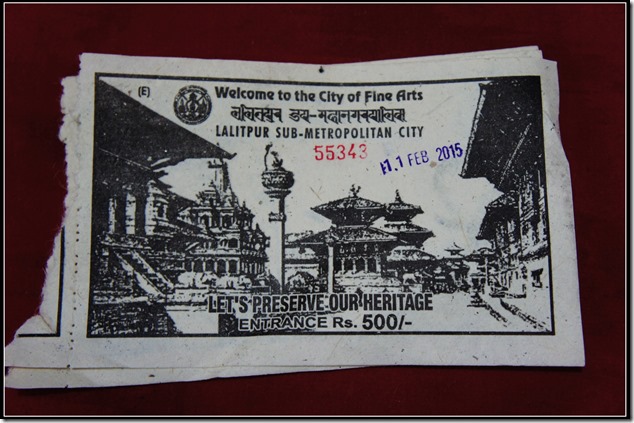 (E)
Welcome to the City of Fine Arts
ललितपुर उप-महानगरपालिका
LALITPUR SUB-METROPOLITAN CITY
55343
11 FEB 2015
LET'S PRESERVE OUR HERITAGE
ENTRANCE Rs. 500/-